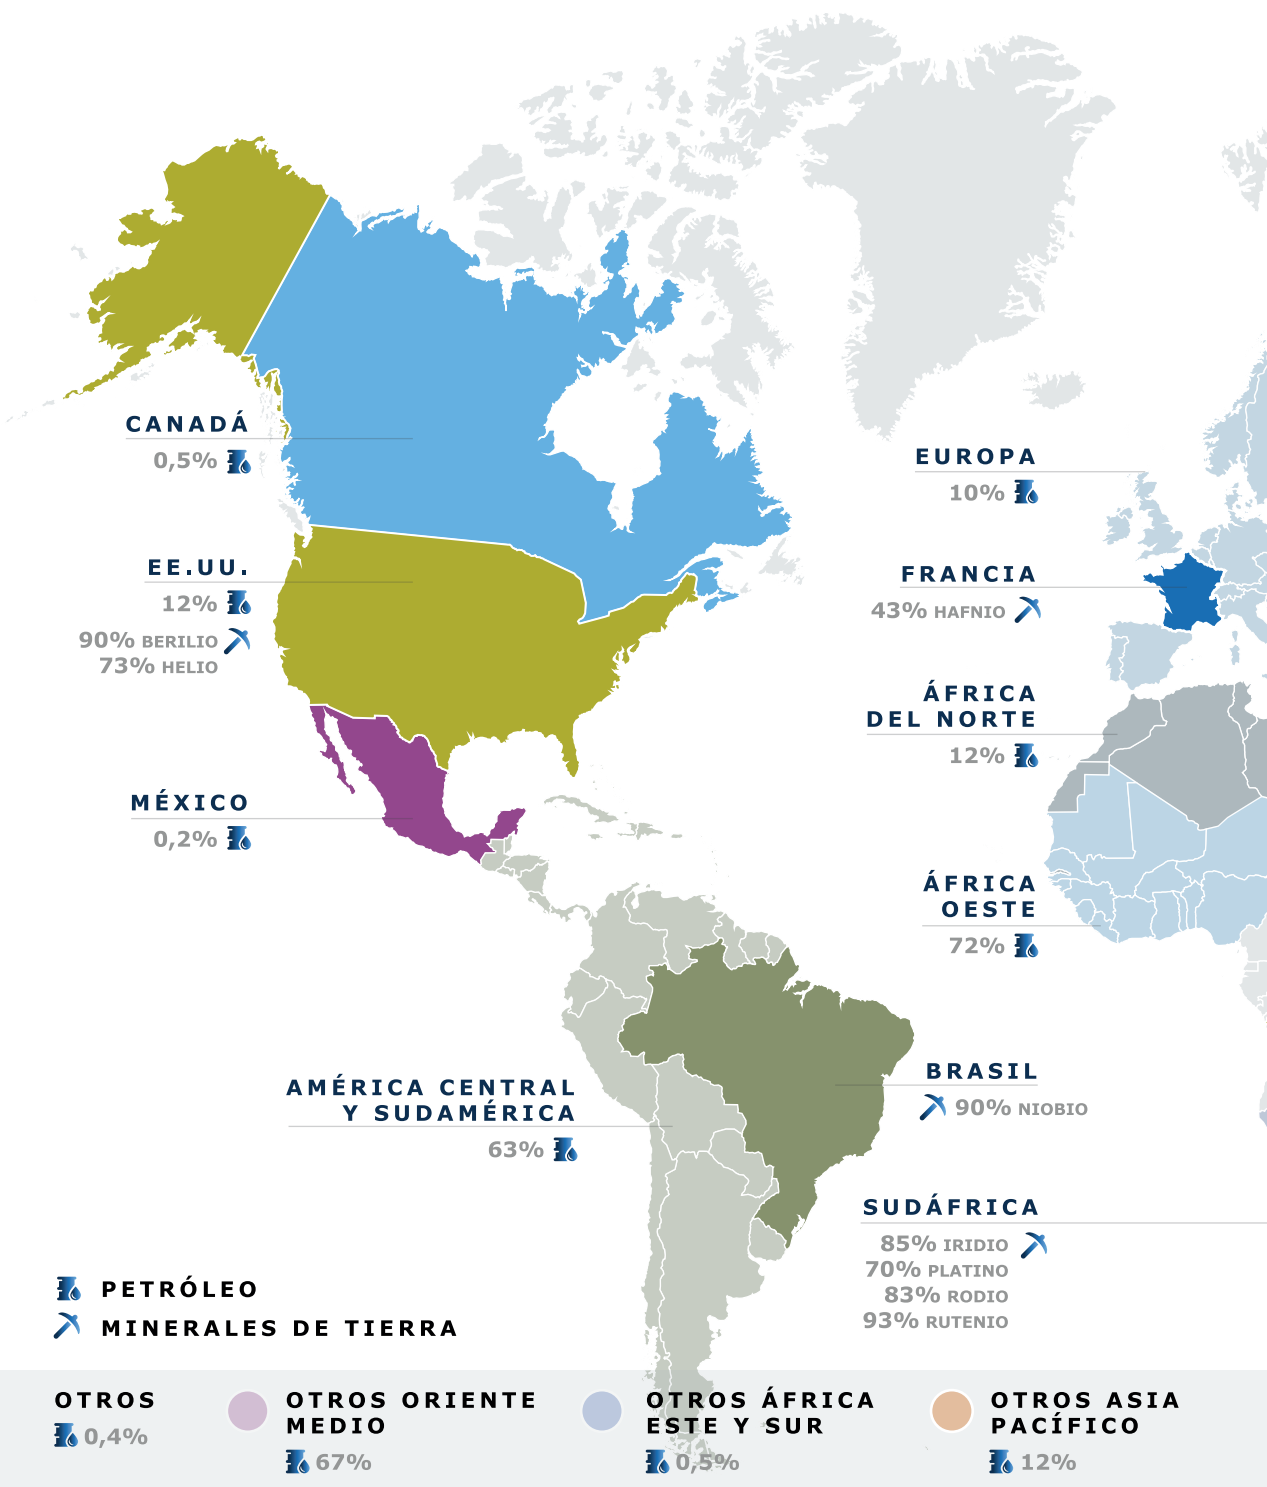 CANADÁ
0,5%
EE.UU.
12%
90% BERILIO
73% HELIO
MÉXICO
0,2%
EUROPA
10%
FRANCIA
43% HAFNIO
ÁFRICA
DEL NORTE
12%
ÁFRICA
OESTE
72%
AMÉRICA CENTRAL
Y SUDAMÉRICA
63%
BRASIL
90% NIOBIO
SUDÁFRICA
85% IRIDIO
70% PLATINO
83% RODIO
93% RUTENIO
PETRÓLEO
MINERALES DE TIERRA
OTROS
0,4%
OTROS ORIENTE
MEDIO
67%
OTROS ÁFRICA
ESTE Y SUR
0,5%
OTROS ASIA
PACÍFICO
12%